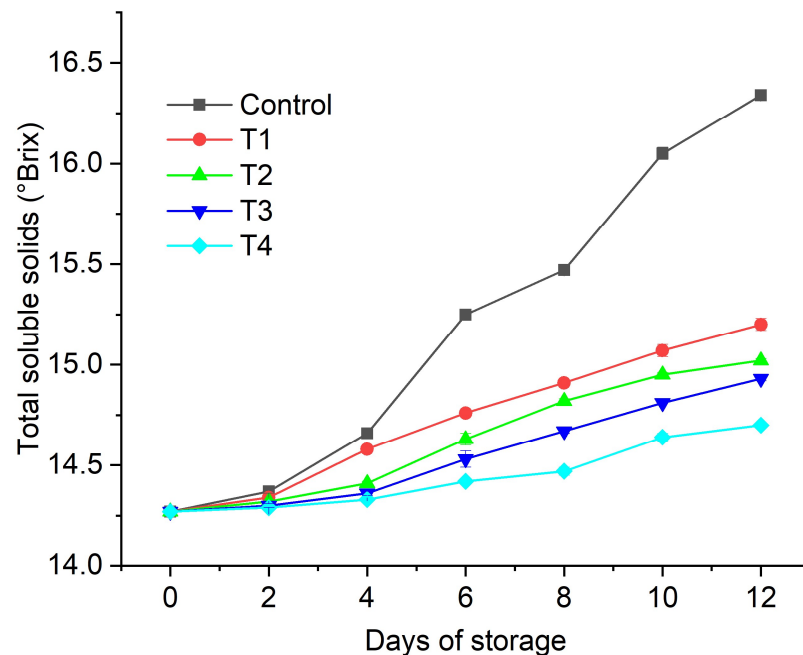 Total soluble solids (°Brix)
16.5
16.0
15.5
15.0
14.5
14.0
Control
T1
T2
T3
T4
0 2 4 6 8 10 12
Days of storage